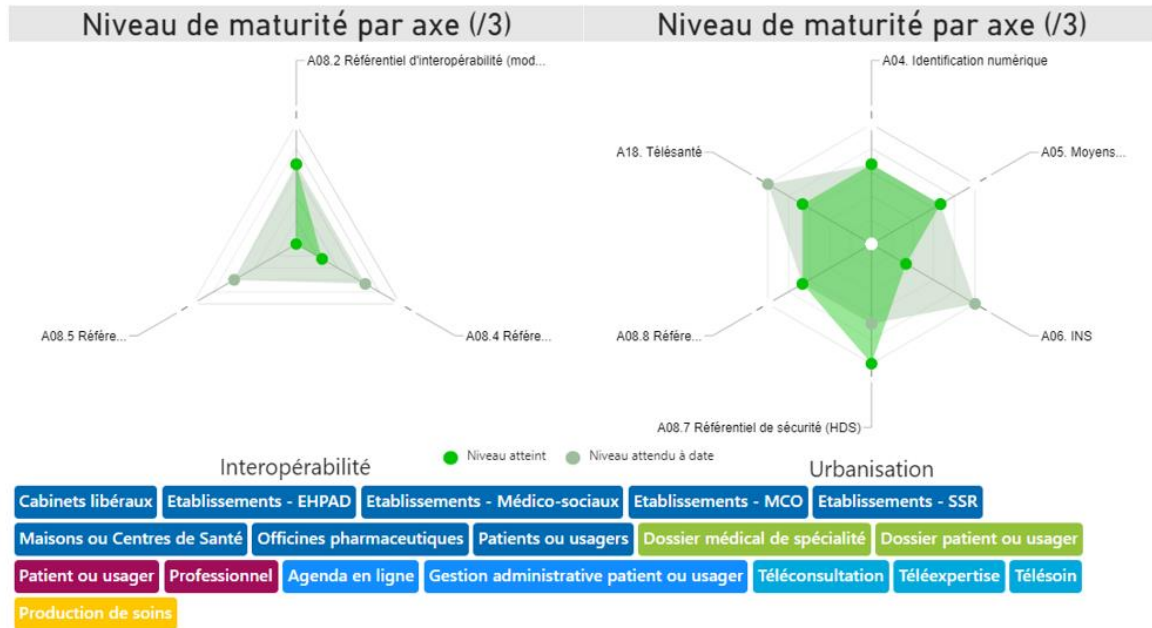 Niveau de maturité par axe (/3)
Niveau de maturité par axe (/3)
A08.2 Référentiel d'interopérabilité (mod...
A08.5 Référe...
A08.4 Référe...
A04. Identification numérique
A18. Télésanté
A05. Moyens...
A08.8 Référe...
A06. INS
A08.7 Référentiel de sécurité (HDS)
Niveau atteint
Niveau attendu à date
Interopérabilité
Urbanisation
Cabinets libéraux
Etablissements - EHPAD
Etablissements - Médico-sociaux
Etablissements - MCO
Etablissements - SSR
Maisons ou Centres de Santé
Officines pharmaceutiques
Patients ou usagers
Dossier médical de spécialité
Dossier patient ou usager
Patient ou usager
Professionnel
Agenda en ligne
Gestion administrative patient ou usager
Téléconsultation
Téléexpertise
Télésoin
Production de soins